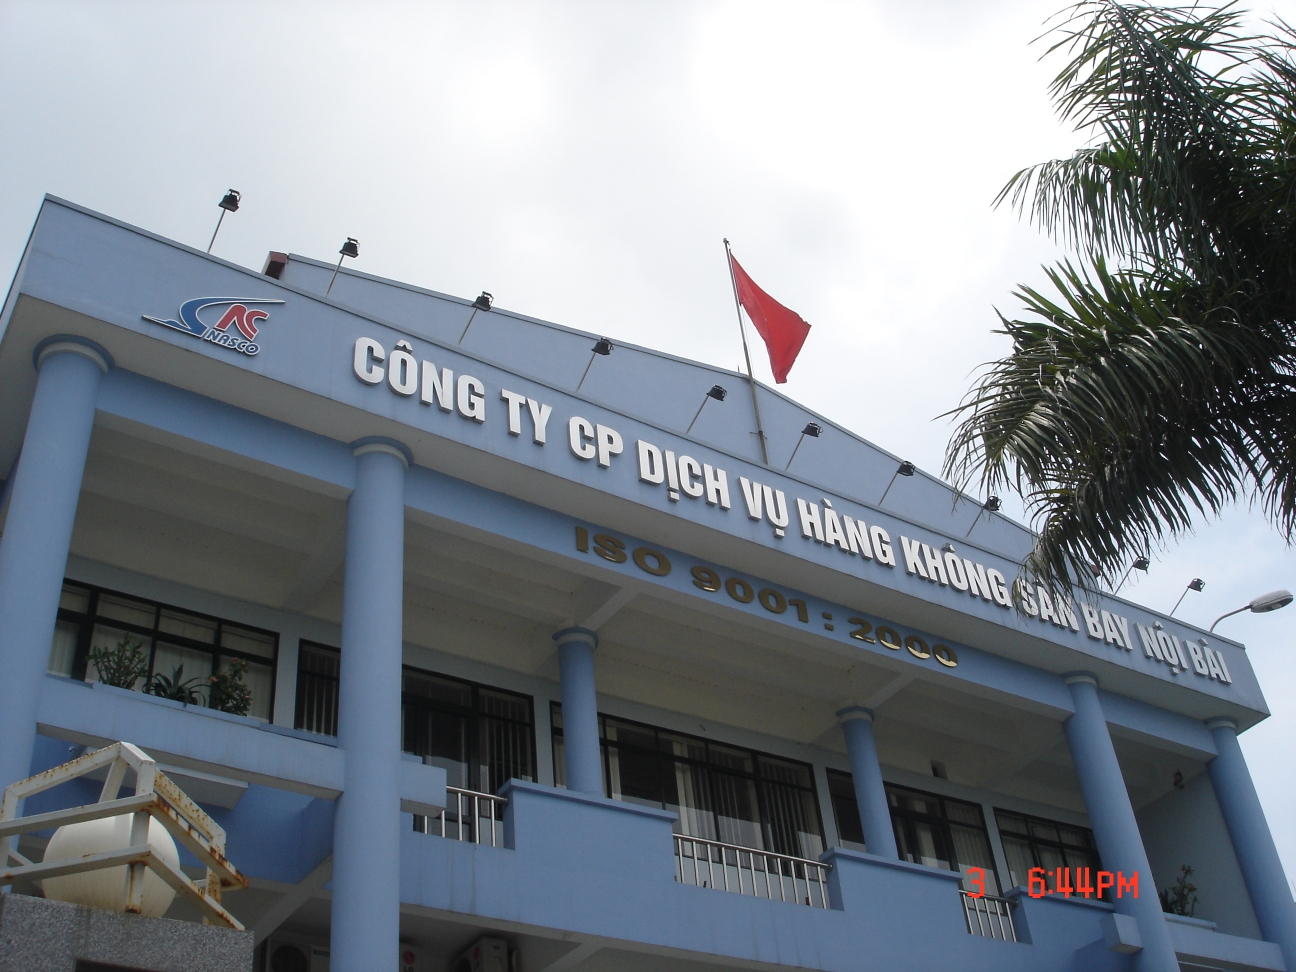 NASCO
CÔNG TY CP DỊCH VỤ HÀNG KHÔNG SÂN BAY NỘI BÀI
ISO 9001 : 2000
3 6:44PM